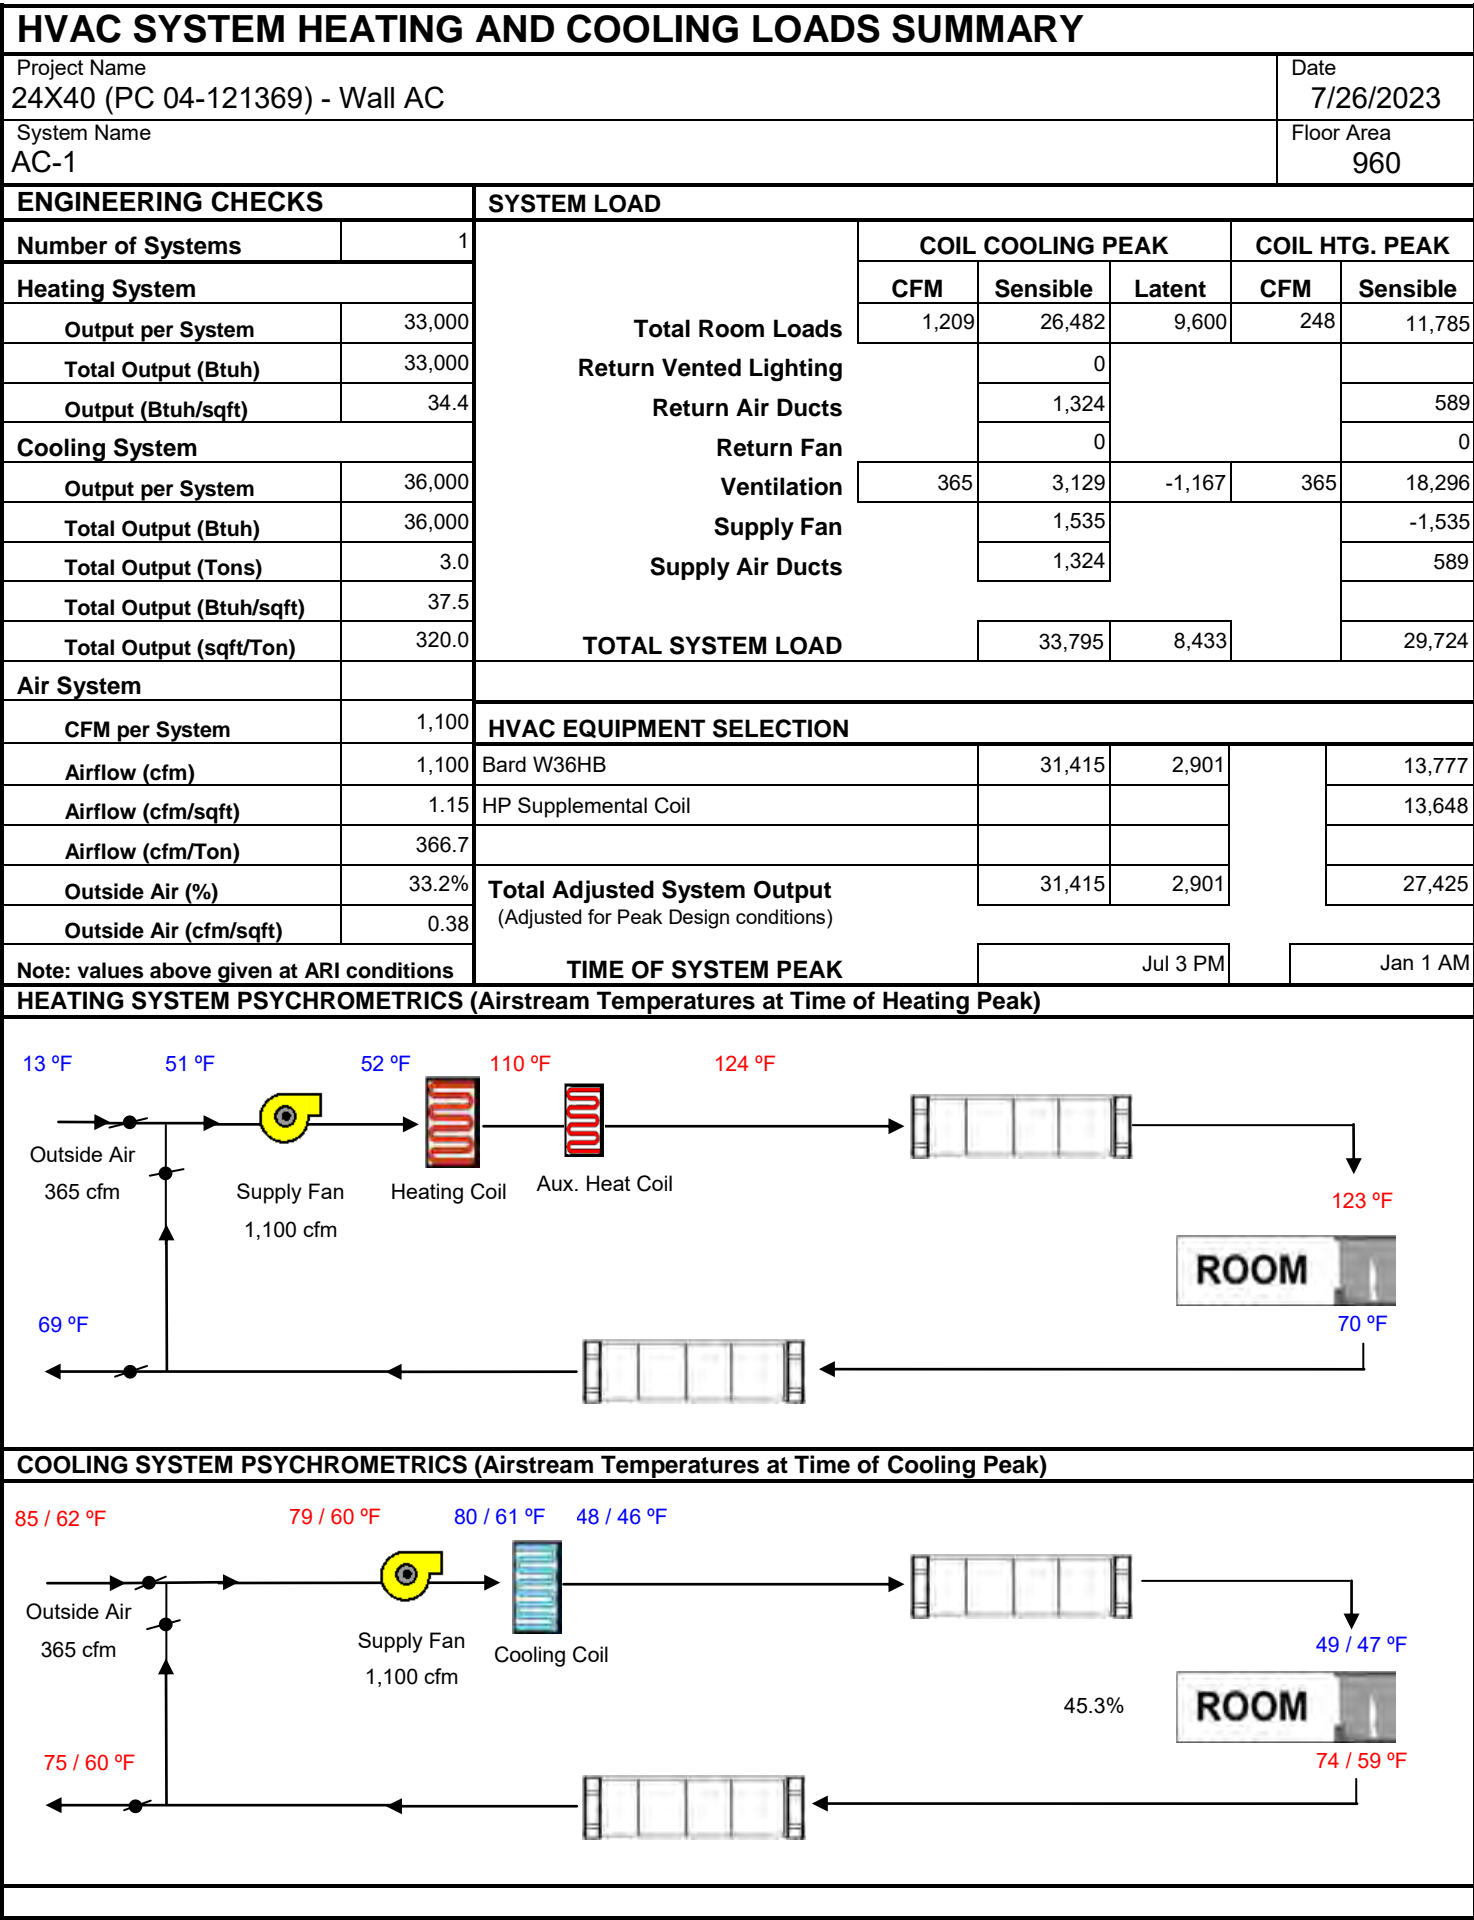 HVAC SYSTEM HEATING AND COOLING LOADS SUMMARY
Project Name
24X40 (PC 04-121369) - Wall AC
Date
7/26/2023
System Name
AC-1
Floor Area
960
ENGINEERING CHECKS
SYSTEM LOAD
Number of Systems 1
COIL COOLING PEAK COIL HTG. PEAK
Heating System
CFM Sensible Latent CFM Sensible
Output per System 33,000
Total Room Loads 1,209 26,482 9,600 248 11,785
Total Output (Btuh) 33,000
Return Vented Lighting 0
Output (Btuh/sqft) 34.4
Return Air Ducts 1,324 589
Cooling System
Return Fan 0 0
Output per System 36,000
Ventilation 365 3,129 -1,167 365 18,296
Total Output (Btuh) 36,000
Supply Fan 1,535 -1,535
Total Output (Tons) 3.0
Supply Air Ducts 1,324 589
Total Output (Btuh/sqft) 37.5
Total Output (sqft/Ton) 320.0
TOTAL SYSTEM LOAD 33,795 8,433 29,724
Air System
CFM per System 1,100
HVAC EQUIPMENT SELECTION
Airflow (cfm) 1,100
Bard W36HB 31,415 2,901 13,777
Airflow (cfm/sqft) 1.15
HP Supplemental Coil 13,648
Airflow (cfm/Ton) 366.7
Outside Air (%) 33.2%
Total Adjusted System Output 31,415 2,901 27,425
(Adjusted for Peak Design conditions)
Outside Air (cfm/sqft) 0.38
Note: values above given at ARI conditions
TIME OF SYSTEM PEAK Jul 3 PM Jan 1 AM
HEATING SYSTEM PSYCHROMETRICS (Airstream Temperatures at Time of Heating Peak)
13 ºF 51 ºF 52 ºF 110 ºF 124 ºF
Outside Air
365 cfm
Supply Fan
1,100 cfm
Heating Coil
Aux. Heat Coil
123 ºF
ROOM
69 ºF
70 ºF
COOLING SYSTEM PSYCHROMETRICS (Airstream Temperatures at Time of Cooling Peak)
85 / 62 ºF 79 / 60 ºF 80 / 61 ºF 48 / 46 ºF
Outside Air
365 cfm
Supply Fan
1,100 cfm
Cooling Coil
49 / 47 ºF
45.3%
ROOM
75 / 60 ºF
74 / 59 ºF